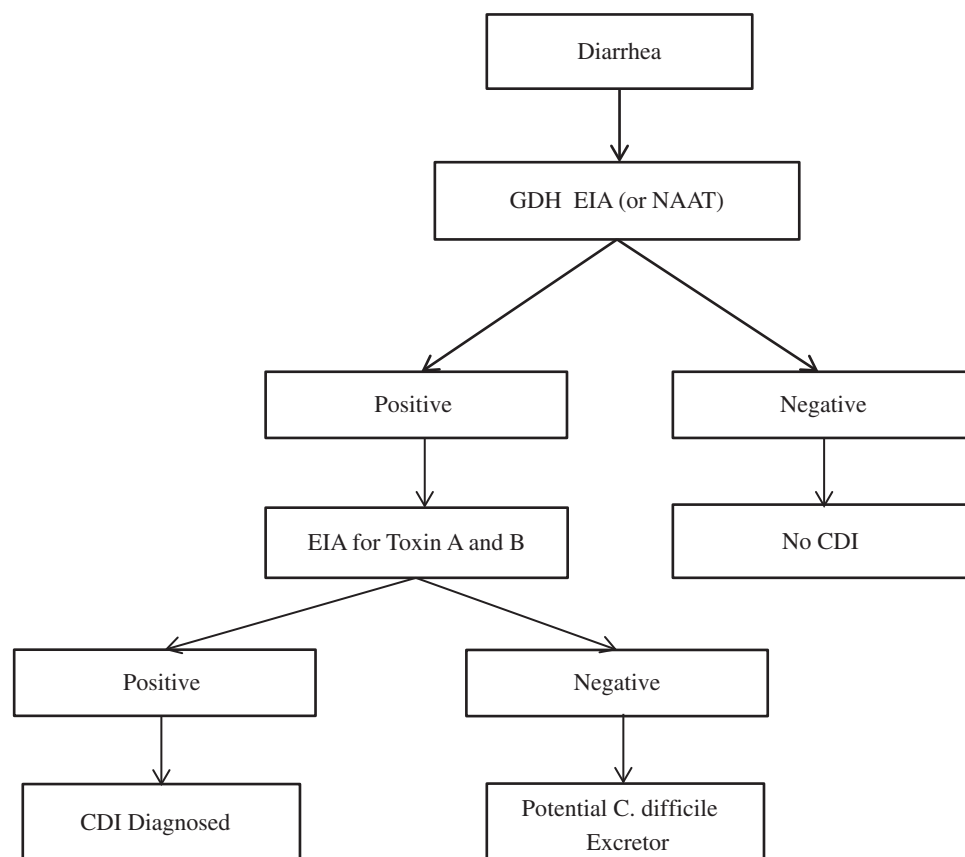 Diarrhea
GDH EIA (or NAAT)
Positive
Negative
EIA for Toxin A and B
No CDI
Positive
Negative
CDI Diagnosed
Potential C. difficile
Excretor